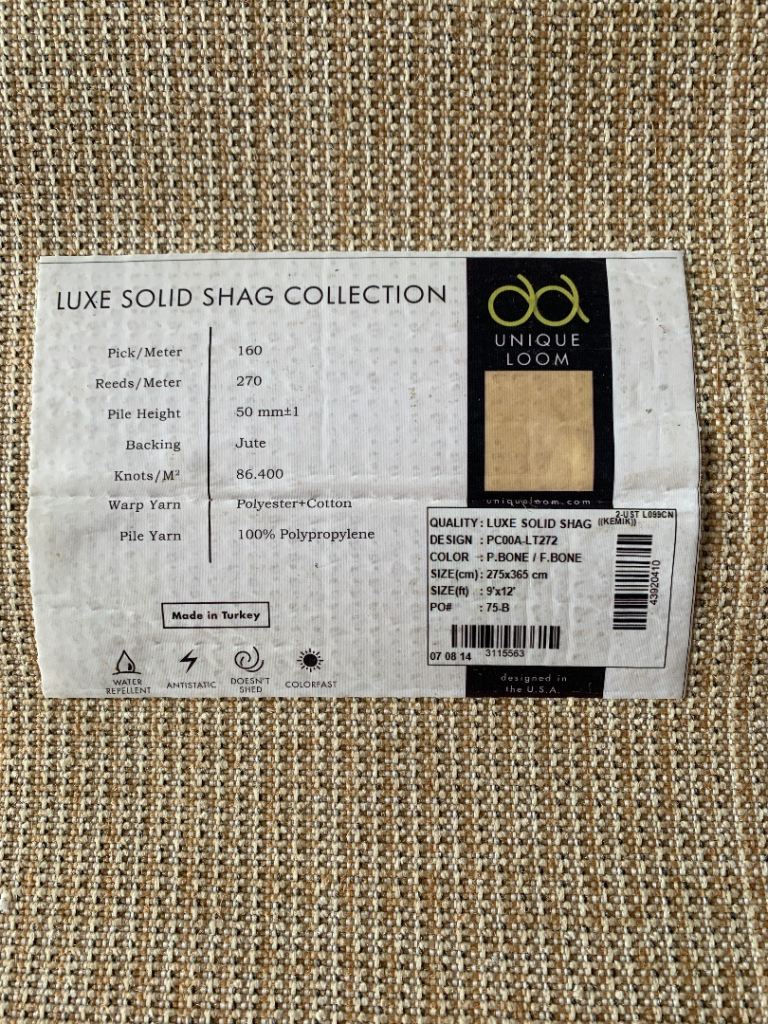 LUXE SOLID SHAG COLLECTION
Pick/Meter 160
Reeds/Meter 270
Pile Height 50 mm±1
Backing Jute
Knots/M² 86.400
Warp Yarn Polyester+Cotton
Pile Yarn 100% Polypropylene
Made in Turkey
WATER REPELLENT
ANTISTATIC
DOESN'T SHED
COLORFAST
UNIQUE
LOOM
uniqueloom.com
2-UST L099CN
QUALITY : LUXE SOLID SHAG ((KEMIK))
DESIGN : PC00A-LT272
COLOR : P.BONE / F.BONE
SIZE(cm) : 275x365 cm
SIZE(ft) : 9'x12'
PO# : 75-B
43920410
07 08 14 3115563
designed in
the U.S.A.